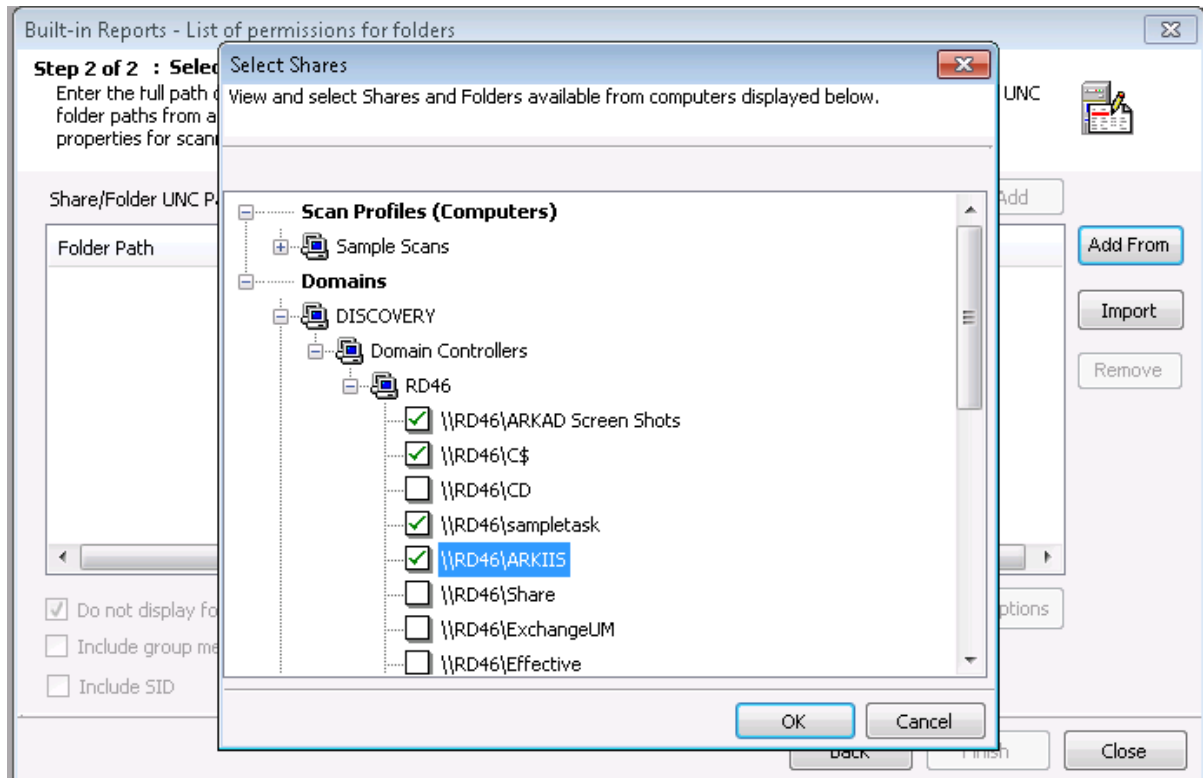 Built-in Reports - List of permissions for folders
Step 2 of 2 : Selec
Enter the full path
folder paths from a
properties for scan
UNC
Share/Folder UNC P
Add
Folder Path
Add From
Import
Remove
Do not display fo
ptions
Include group me
Include SID
Back
Finish
Close
Select Shares
View and select Shares and Folders available from computers displayed below.
Scan Profiles (Computers)
Sample Scans
Domains
DISCOVERY
Domain Controllers
RD46
\\RD46\ARKAD Screen Shots
\\RD46\C$
\\RD46\CD
\\RD46\sampletask
\\RD46\ARKIIS
\\RD46\Share
\\RD46\ExchangeUM
\\RD46\Effective
OK
Cancel